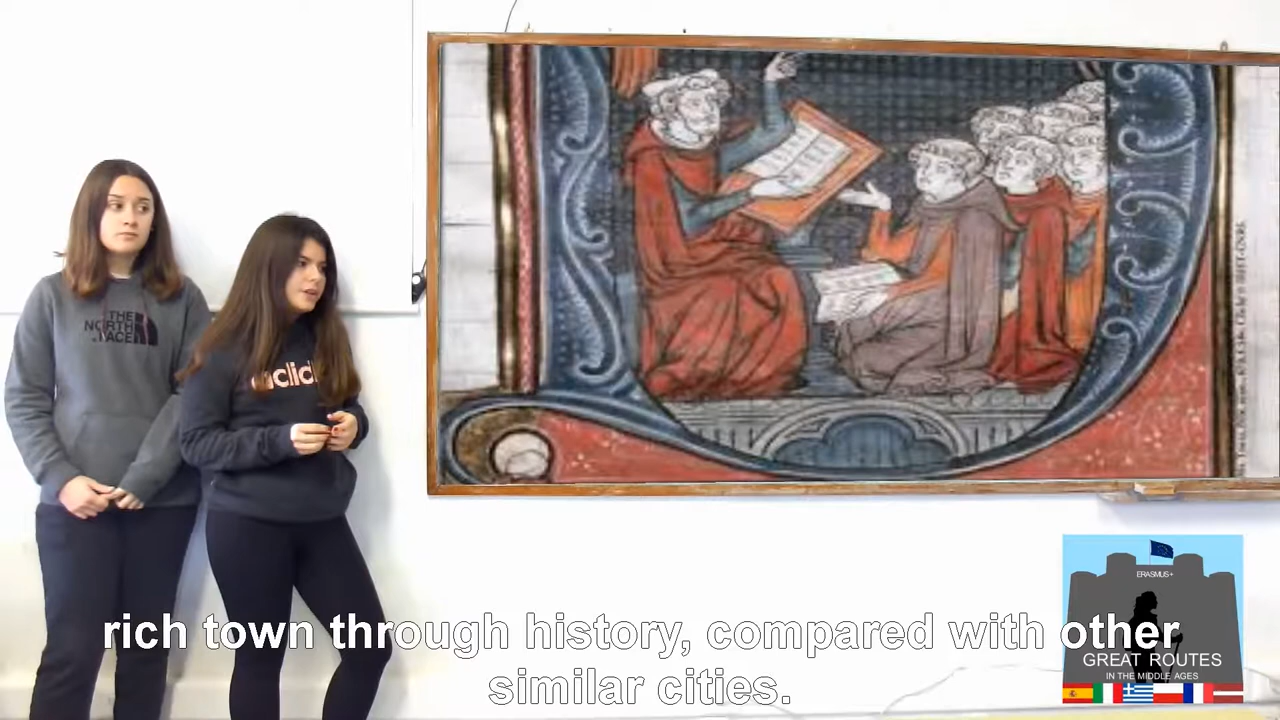 THE
NORTH
FACE
ERASMUS+
rich town through history, compared with other
similar cities.
GREAT ROUTES
IN THE MIDDLE AGES